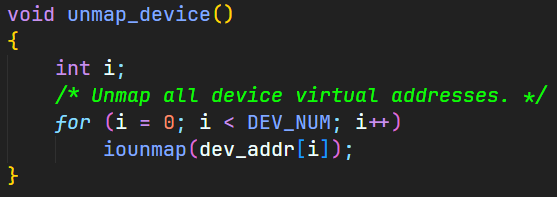 void unmap_device()
{
    int i;
    /* Unmap all device virtual addresses. */
    for (i = 0; i < DEV_NUM; i++)
        iounmap(dev_addr[i]);
}